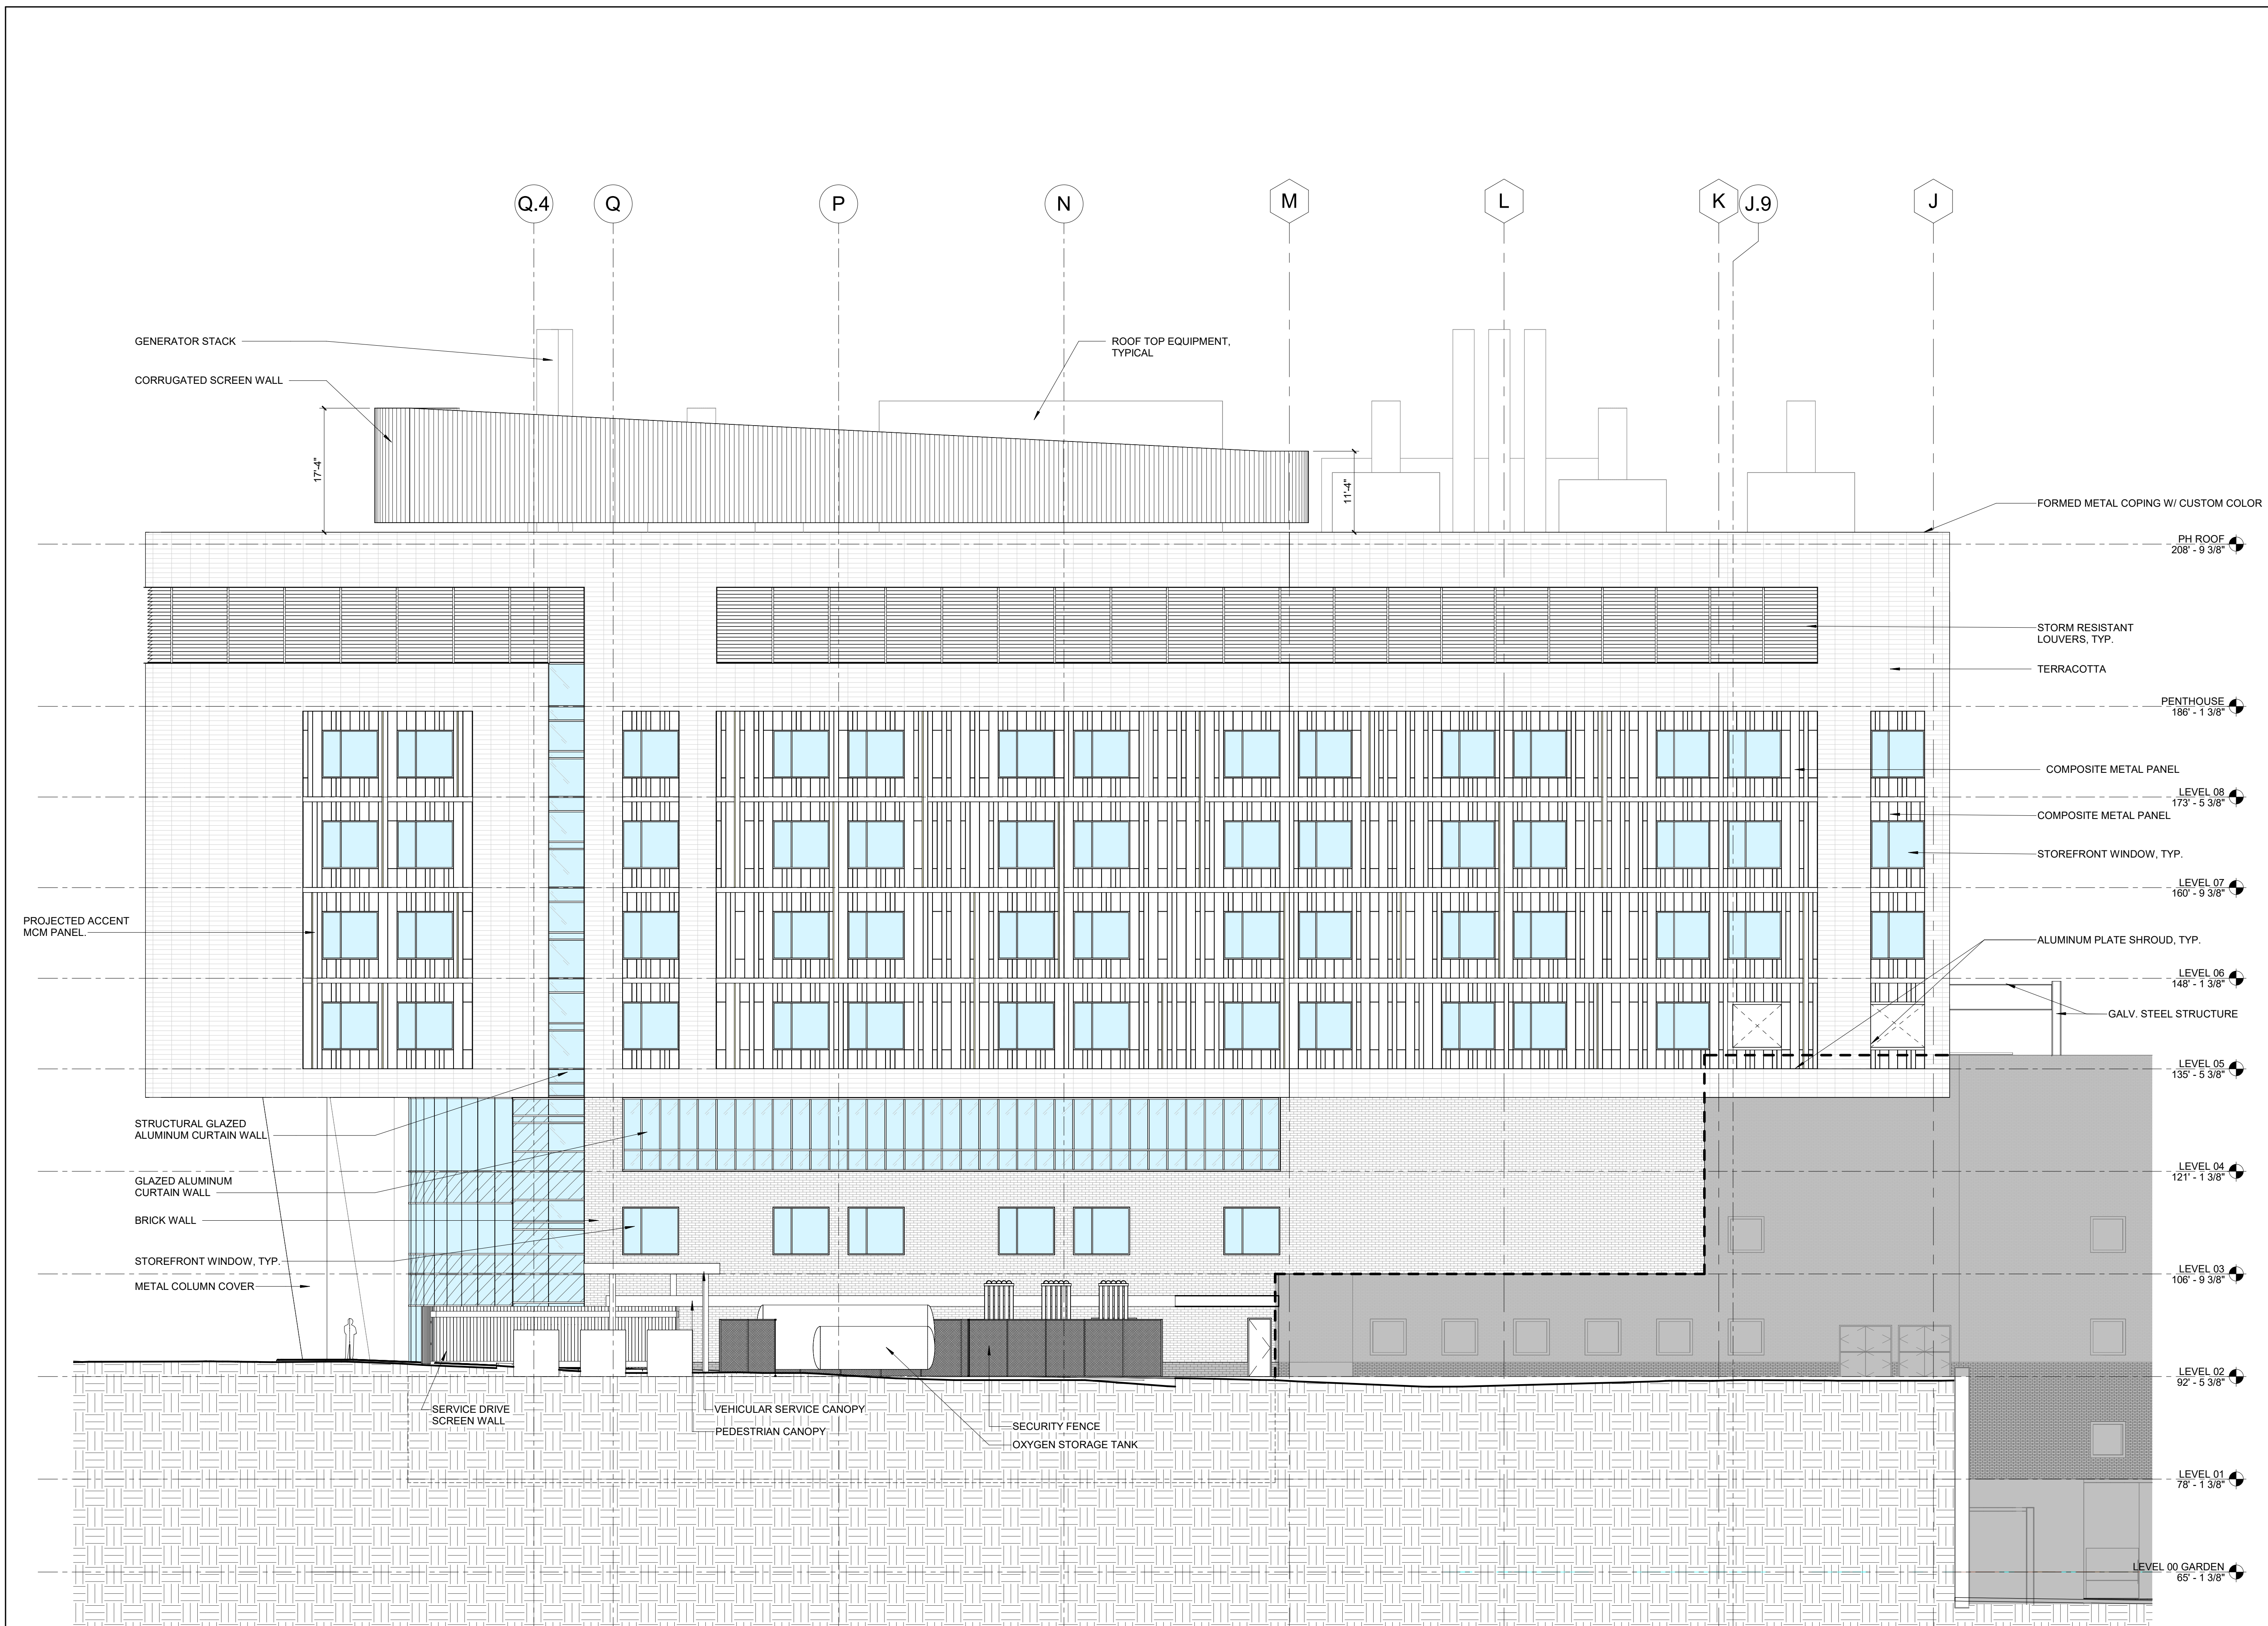 Q.4
Q
P
N
M
L
K
J.9
J
GENERATOR STACK
ROOF TOP EQUIPMENT,
TYPICAL
CORRUGATED SCREEN WALL
17'-4"
11'-4"
FORMED METAL COPING W/ CUSTOM COLOR
PH ROOF
208' - 9 3/8"
STORM RESISTANT
LOUVERS, TYP.
TERRACOTTA
PENTHOUSE
186' - 1 3/8"
COMPOSITE METAL PANEL
LEVEL 08
173' - 5 3/8"
COMPOSITE METAL PANEL
STOREFRONT WINDOW, TYP.
LEVEL 07
160' - 9 3/8"
PROJECTED ACCENT
MCM PANEL.
ALUMINUM PLATE SHROUD, TYP.
LEVEL 06
148' - 1 3/8"
GALV. STEEL STRUCTURE
LEVEL 05
135' - 5 3/8"
STRUCTURAL GLAZED
ALUMINUM CURTAIN WALL
LEVEL 04
121' - 1 3/8"
GLAZED ALUMINUM
CURTAIN WALL
BRICK WALL
STOREFRONT WINDOW, TYP.
LEVEL 03
106' - 9 3/8"
METAL COLUMN COVER
LEVEL 02
92' - 5 3/8"
SERVICE DRIVE
SCREEN WALL
VEHICULAR SERVICE CANOPY
PEDESTRIAN CANOPY
SECURITY FENCE
OXYGEN STORAGE TANK
LEVEL 01
78' - 1 3/8"
LEVEL 00 GARDEN
65' - 1 3/8"